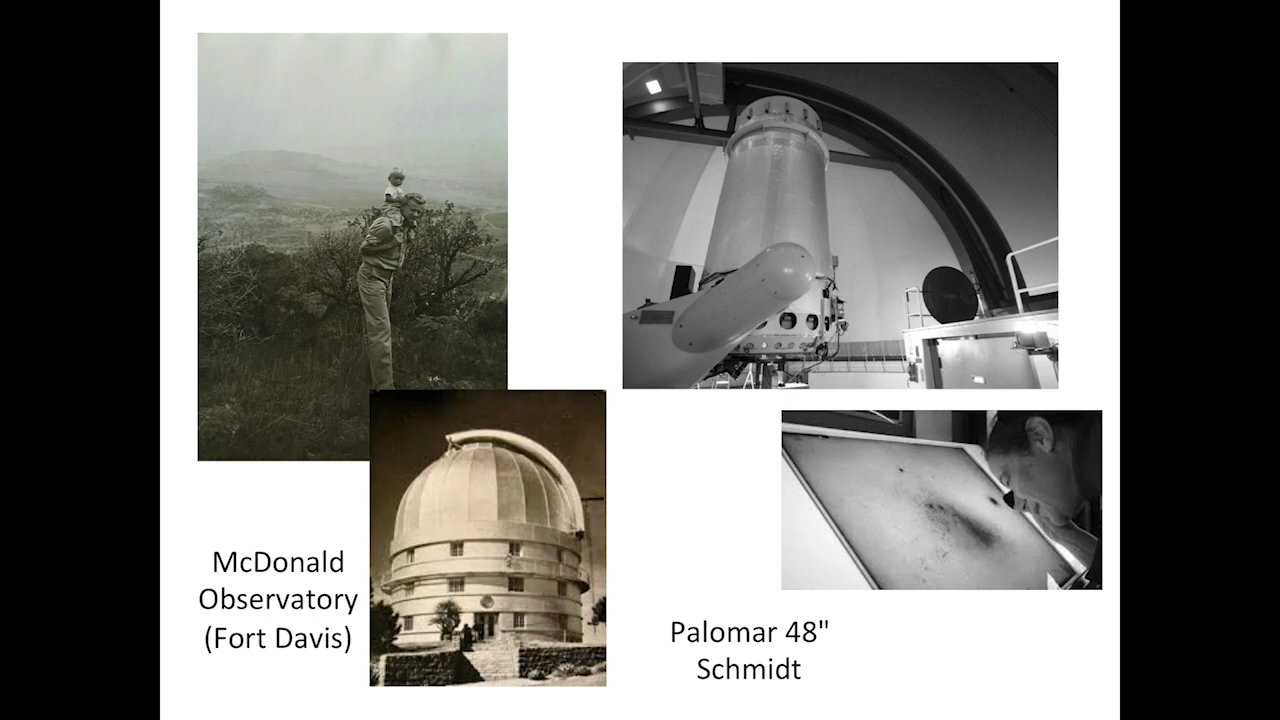 McDonald
Observatory
(Fort Davis)
Palomar 48"
Schmidt